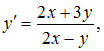 y′ = (2x + 3y)/(2x − y),